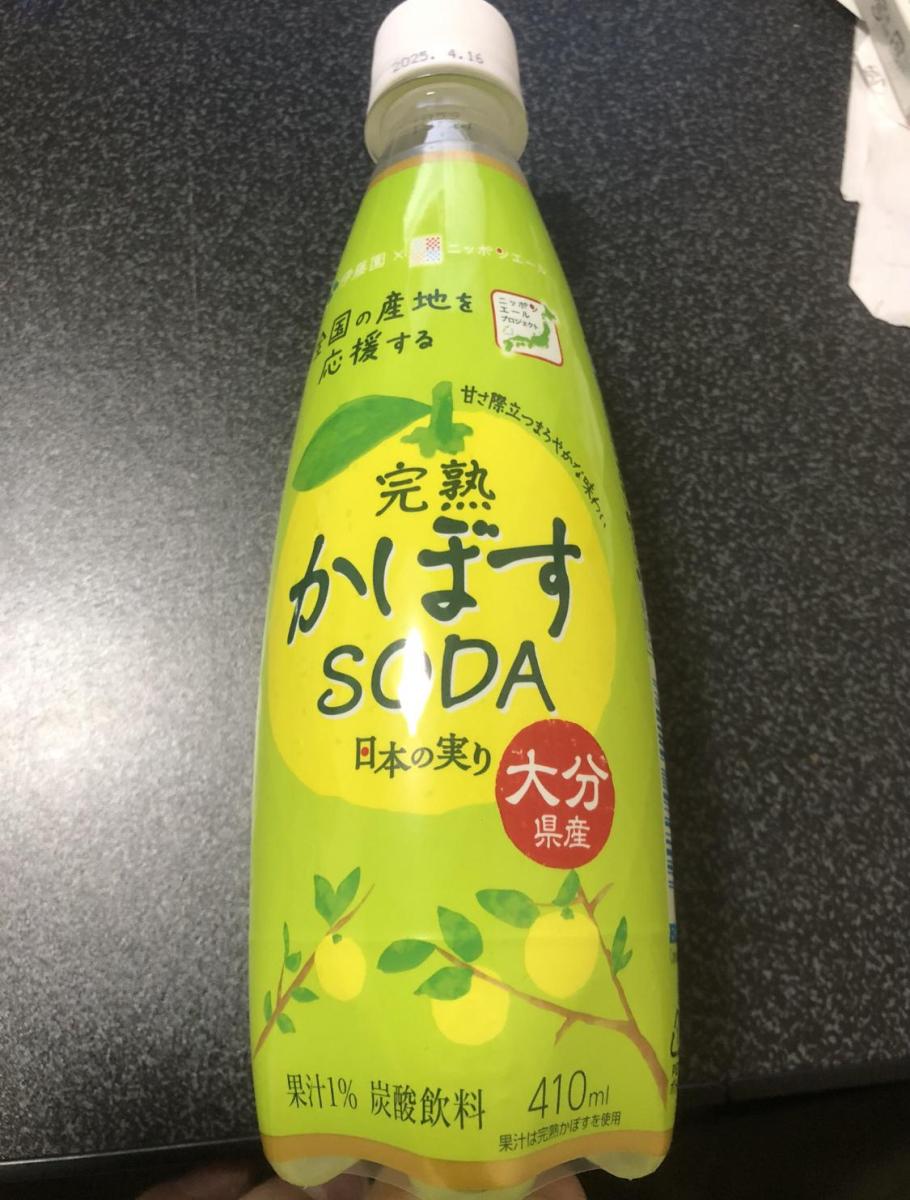 2025. 4.16
伊藤園 × ニッポンエール
全国の産地を
応援する
ニッポン
エール
プロジェクト
甘さ際立つまろやかな味わい
完熟
かぼす
SODA
日本の実り
大分
県産
果汁1% 炭酸飲料
410ml
果汁は完熟かぼすを使用